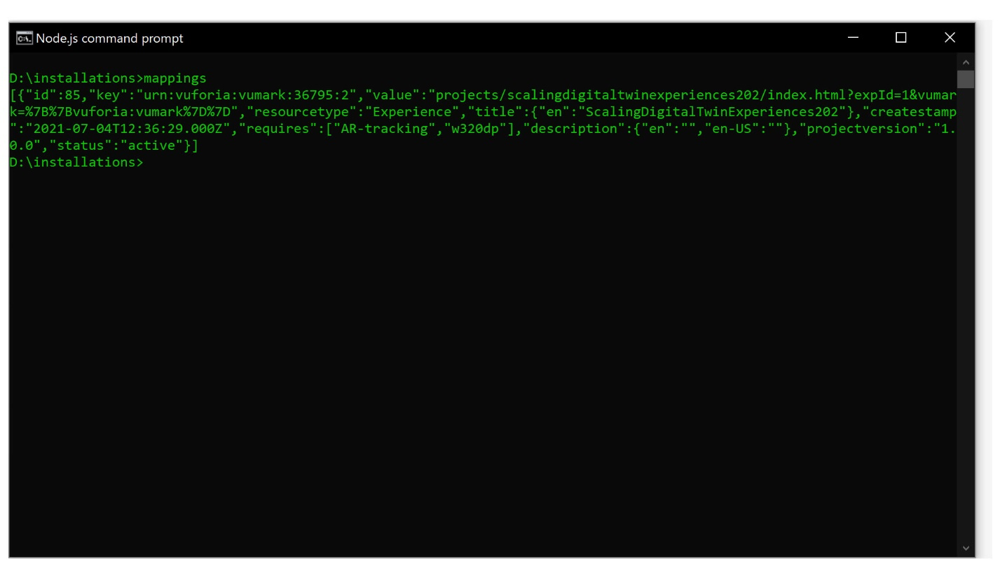 Node.js command prompt
D:\installations>mappings
[{"id":85,"key":"urn:vuforia:vumark:36795:2","value":"projects/scalingdigitaltwinexperiences202/index.html?expId=1&vumar
k=%7B%7Bvuforia:vumark%7D%7D","resourcetype":"Experience","title":{"en":"ScalingDigitalTwinExperiences202"},"createstamp
":"2021-07-04T12:36:29.000Z","requires":["AR-tracking","w320dp"],"description":{"en":"","en-US":""},"projectversion":"1.
0.0","status":"active"}]
D:\installations>